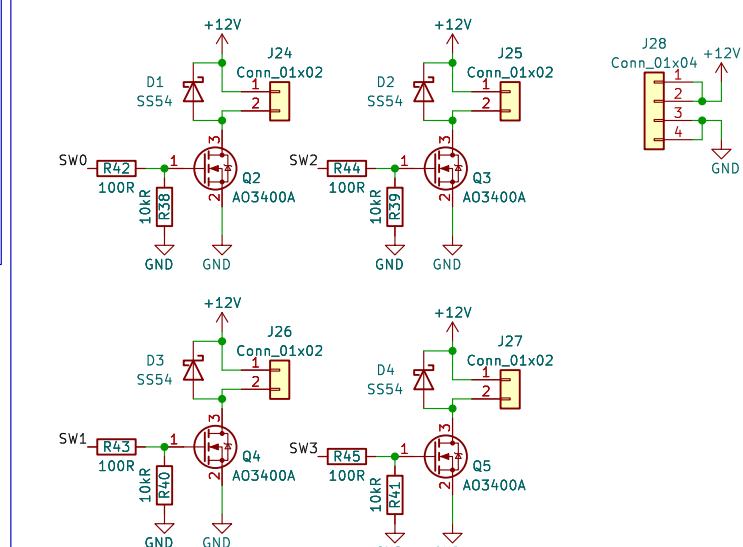 +12V
J24
Conn_01x02
D1
SS54
1
2
3
SW0
R42
100R
1
Q2
AO3400A
2
10kR
R38
GND
GND
+12V
J25
Conn_01x02
D2
SS54
1
2
3
SW2
R44
100R
1
Q3
AO3400A
2
10kR
R39
GND
GND
J28
Conn_01x04
+12V
1
2
3
4
GND
+12V
J26
Conn_01x02
D3
SS54
1
2
3
SW1
R43
100R
1
Q4
AO3400A
2
10kR
R40
GND
GND
+12V
J27
Conn_01x02
D4
SS54
1
2
3
SW3
R45
100R
1
Q5
AO3400A
2
10kR
R41